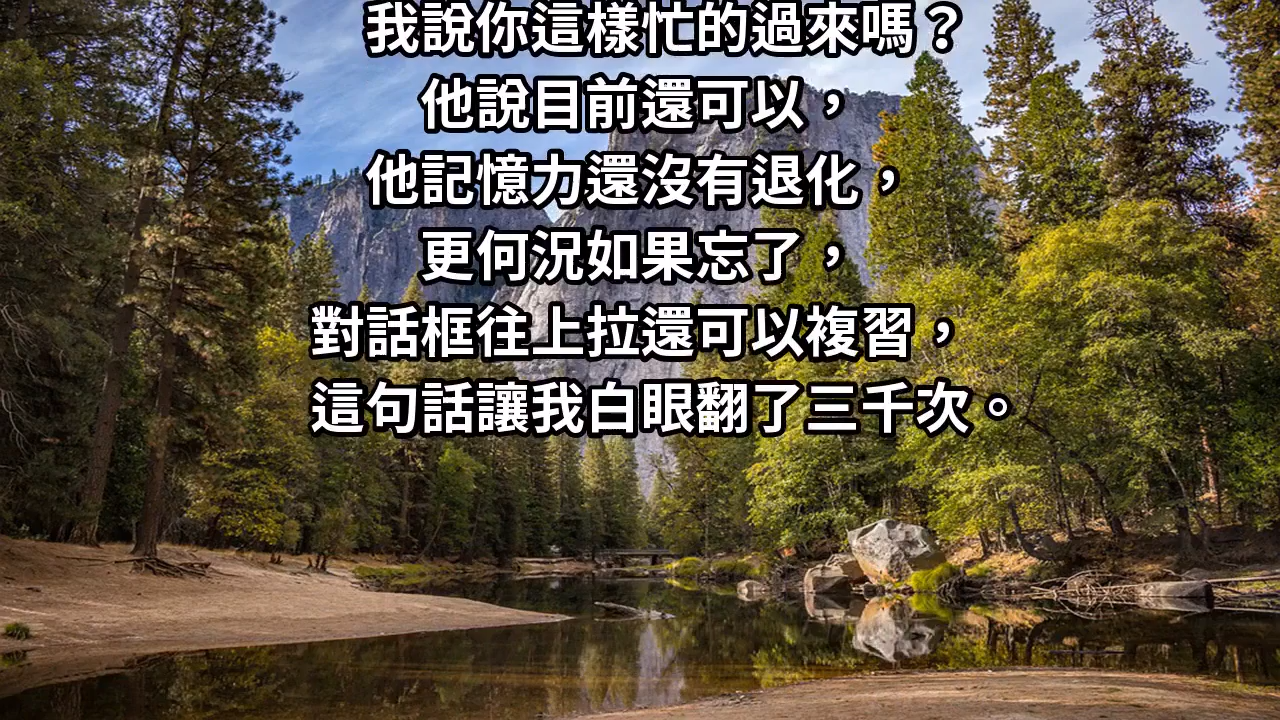 我說你這樣忙的過來嗎？
他說目前還可以，
他記憶力還沒有退化，
更何況如果忘了，
對話框往上拉還可以複習，
這句話讓我白眼翻了三千次。